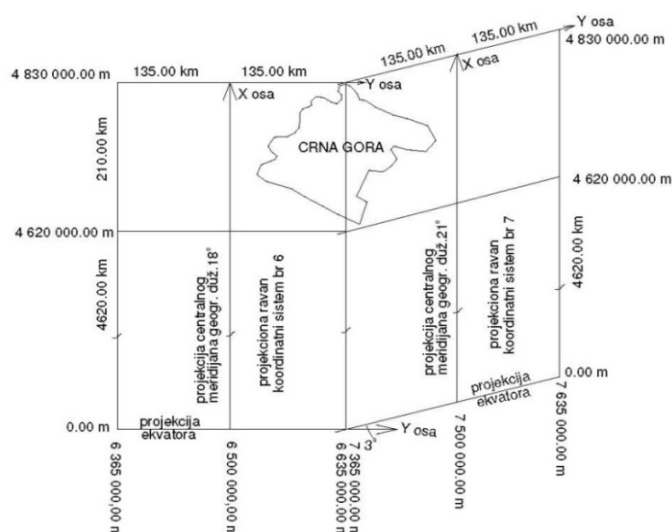 Y osa
4 830 000.00 m
135.00 km
135.00 km
4 830 000.00 m
135.00 km
135.00 km
X osa
Y osa
X osa
CRNA GORA
210.00 km
4 620 000.00 m
4 620 000.00 m
4620.00 km
projekcija centralnog
meridijana geogr. duž.18°
projekciona ravan
koordinatni sistem br 6
projekcija centralnog
meridijana geogr. duž.21°
projekciona ravan
koordinatni sistem br 7
4620.00 km
0.00 m
projekcija
ekvatora
0.00 m
projekcija
ekvatora
Y osa
3°
6 365 000,00 m
6 500 000,00 m
6 635 000.00 m
7 365 000.00 m
7 500 000.00 m
7 635 000.00 m